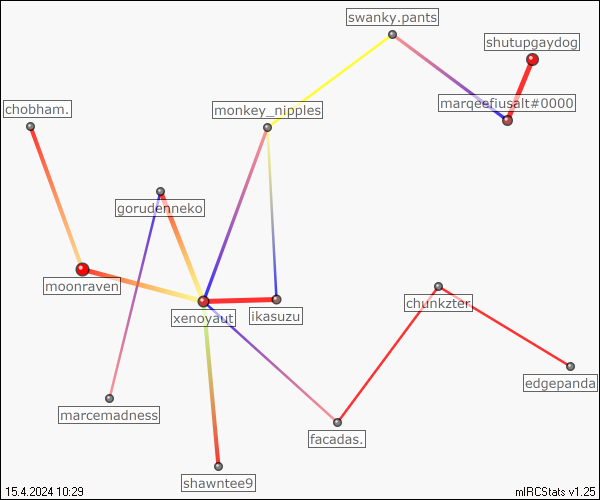 swanky.pants
shutupgaydog
chobham.
monkey_nipples
marqeefiusalt#0000
gorudenneko
moonraven
xenoyaut
ikasuzu
chunkzter
edgepanda
marcemadness
facadas.
shawntee9
15.4.2024 10:29
mIRCStats v1.25